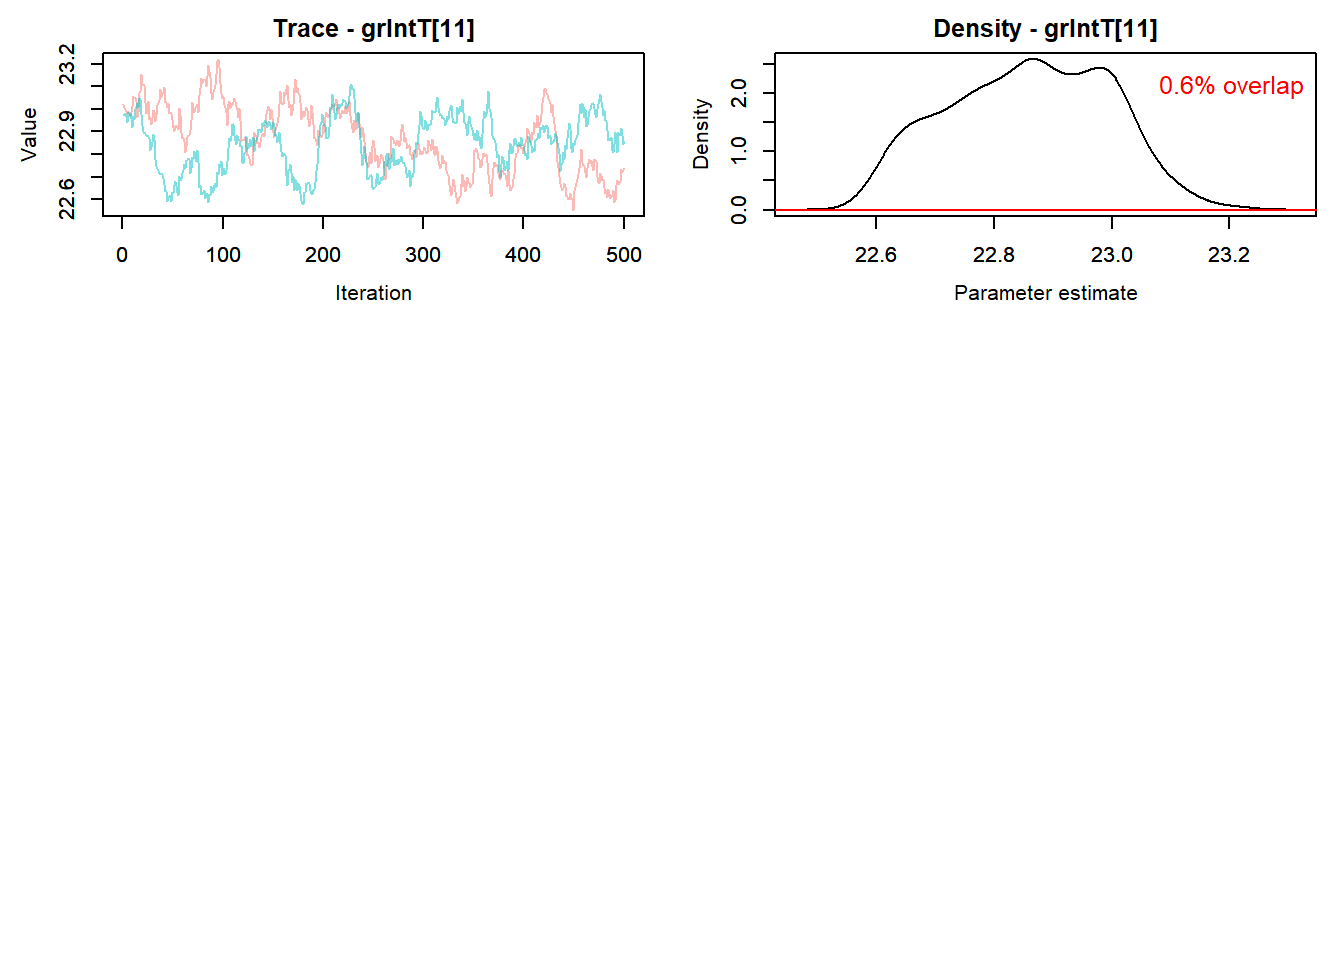 Trace - grIntT[11]
Value
23.2
22.9
22.6
0 100 200 300 400 500
Iteration
Density - grIntT[11]
0.6% overlap
Density
2.0
1.0
0.0
22.6 22.8 23.0 23.2
Parameter estimate